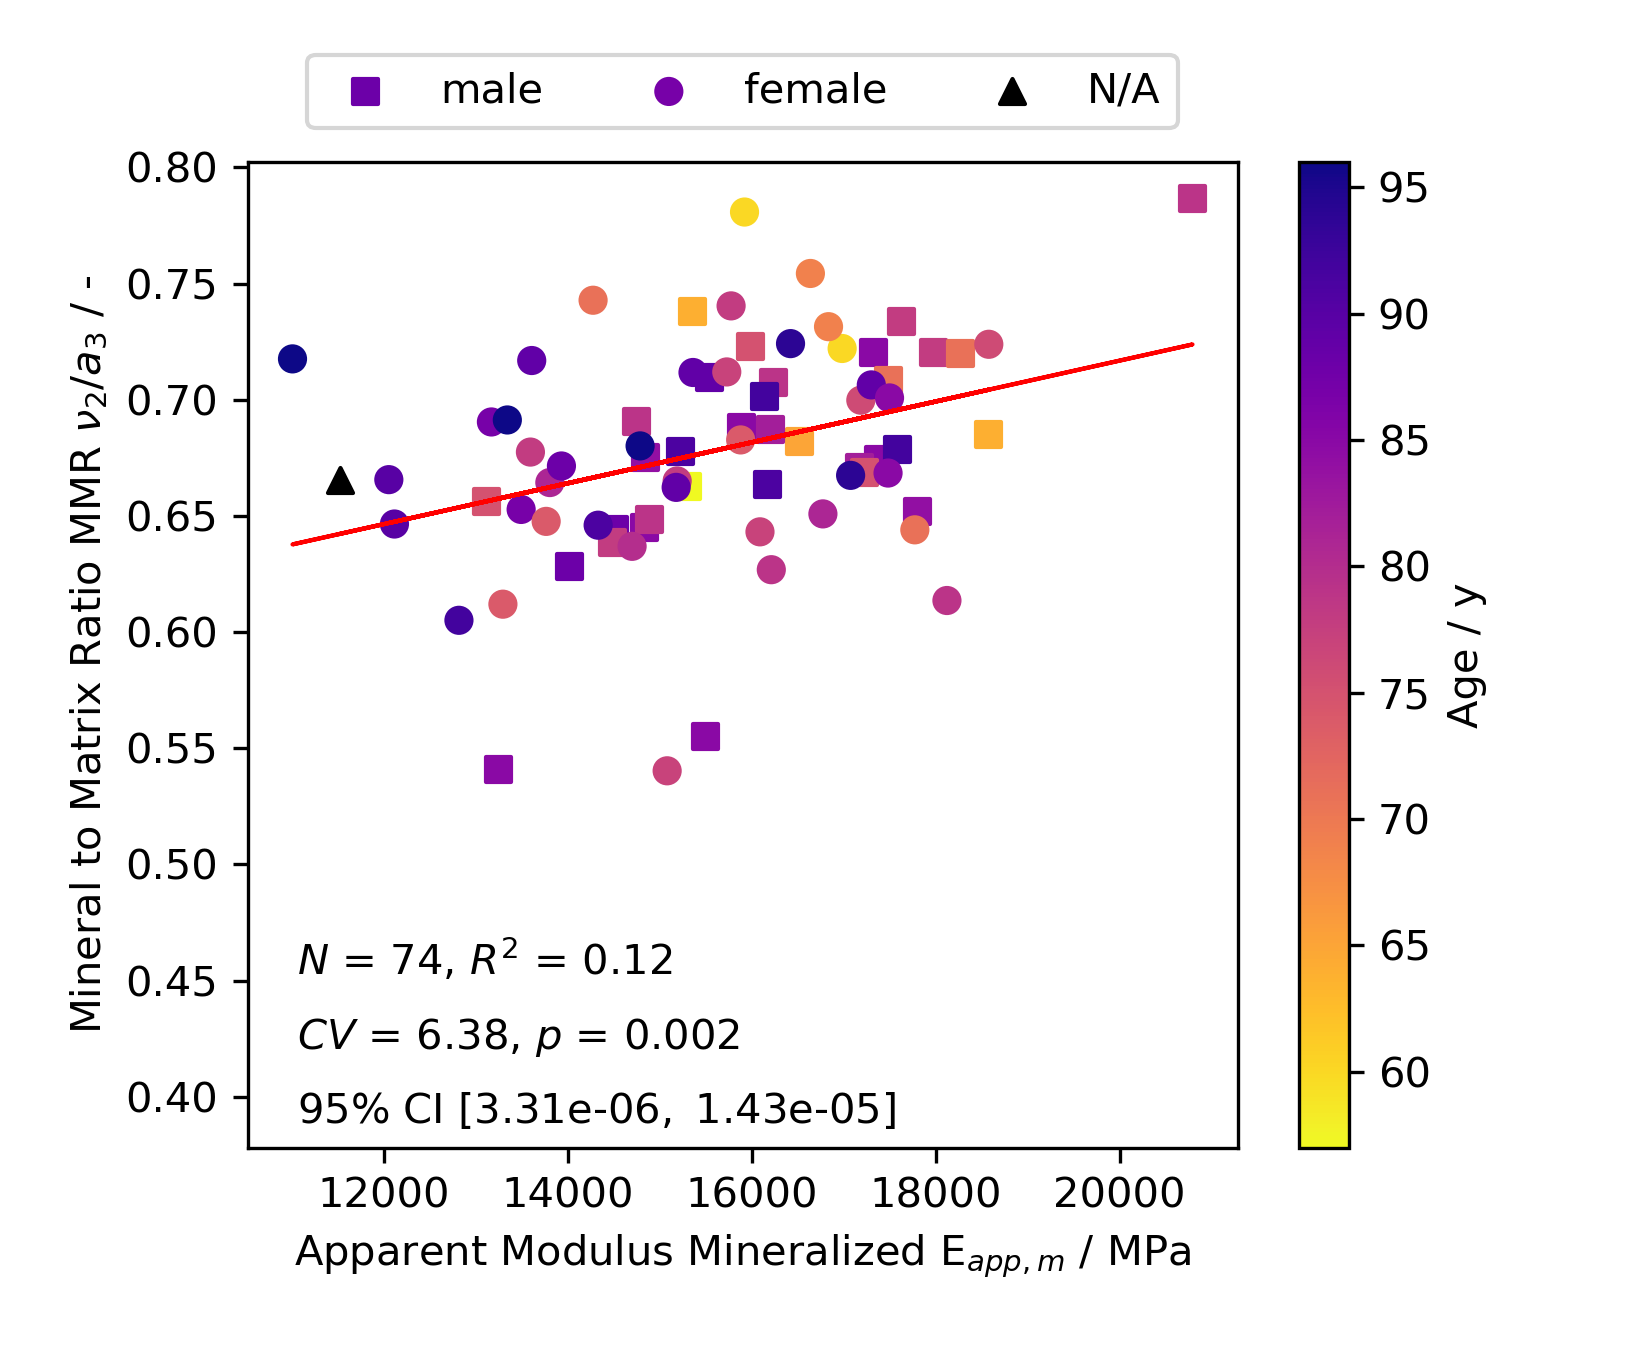 male female N/A
0.80
0.75
0.70
0.65
0.60
0.55
0.50
0.45
0.40
Mineral to Matrix Ratio MMR ν₂/a₃ / -
N = 74, R² = 0.12
CV = 6.38, p = 0.002
95% CI [3.31e-06, 1.43e-05]
12000 14000 16000 18000 20000
Apparent Modulus Mineralized E_app,m / MPa
95
90
85
80
75
70
65
60
Age / y